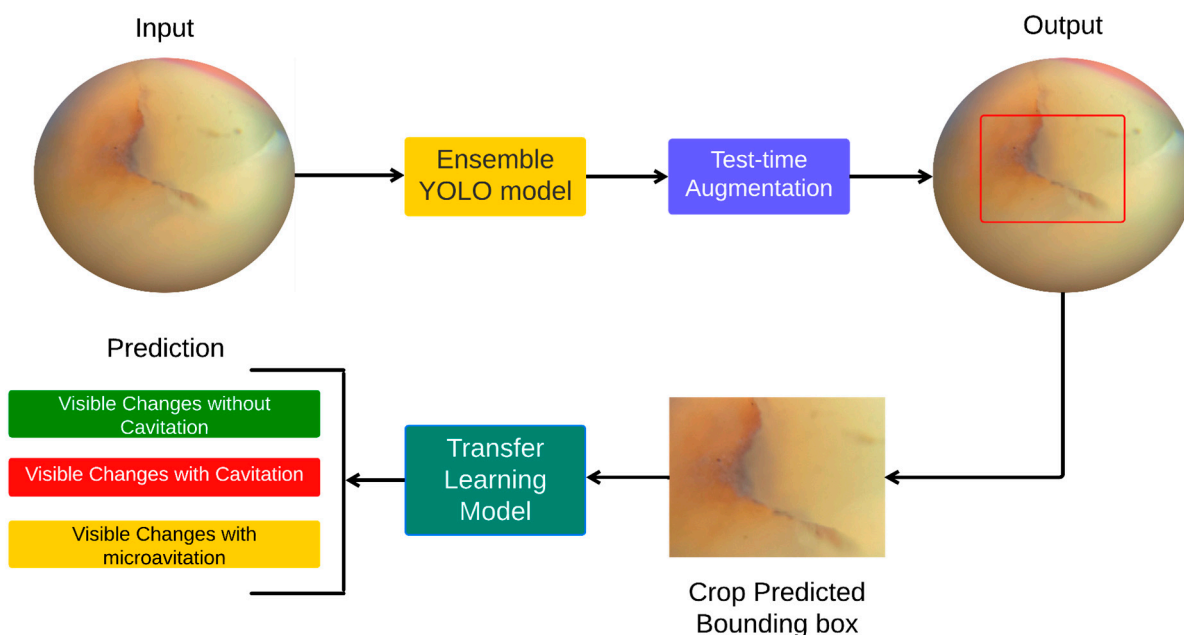 Input
Output
Ensemble
YOLO model
Test-time
Augmentation
Prediction
Visible Changes without
Cavitation
Visible Changes with Cavitation
Visible Changes with
microavitation
Transfer
Learning
Model
Crop Predicted
Bounding box